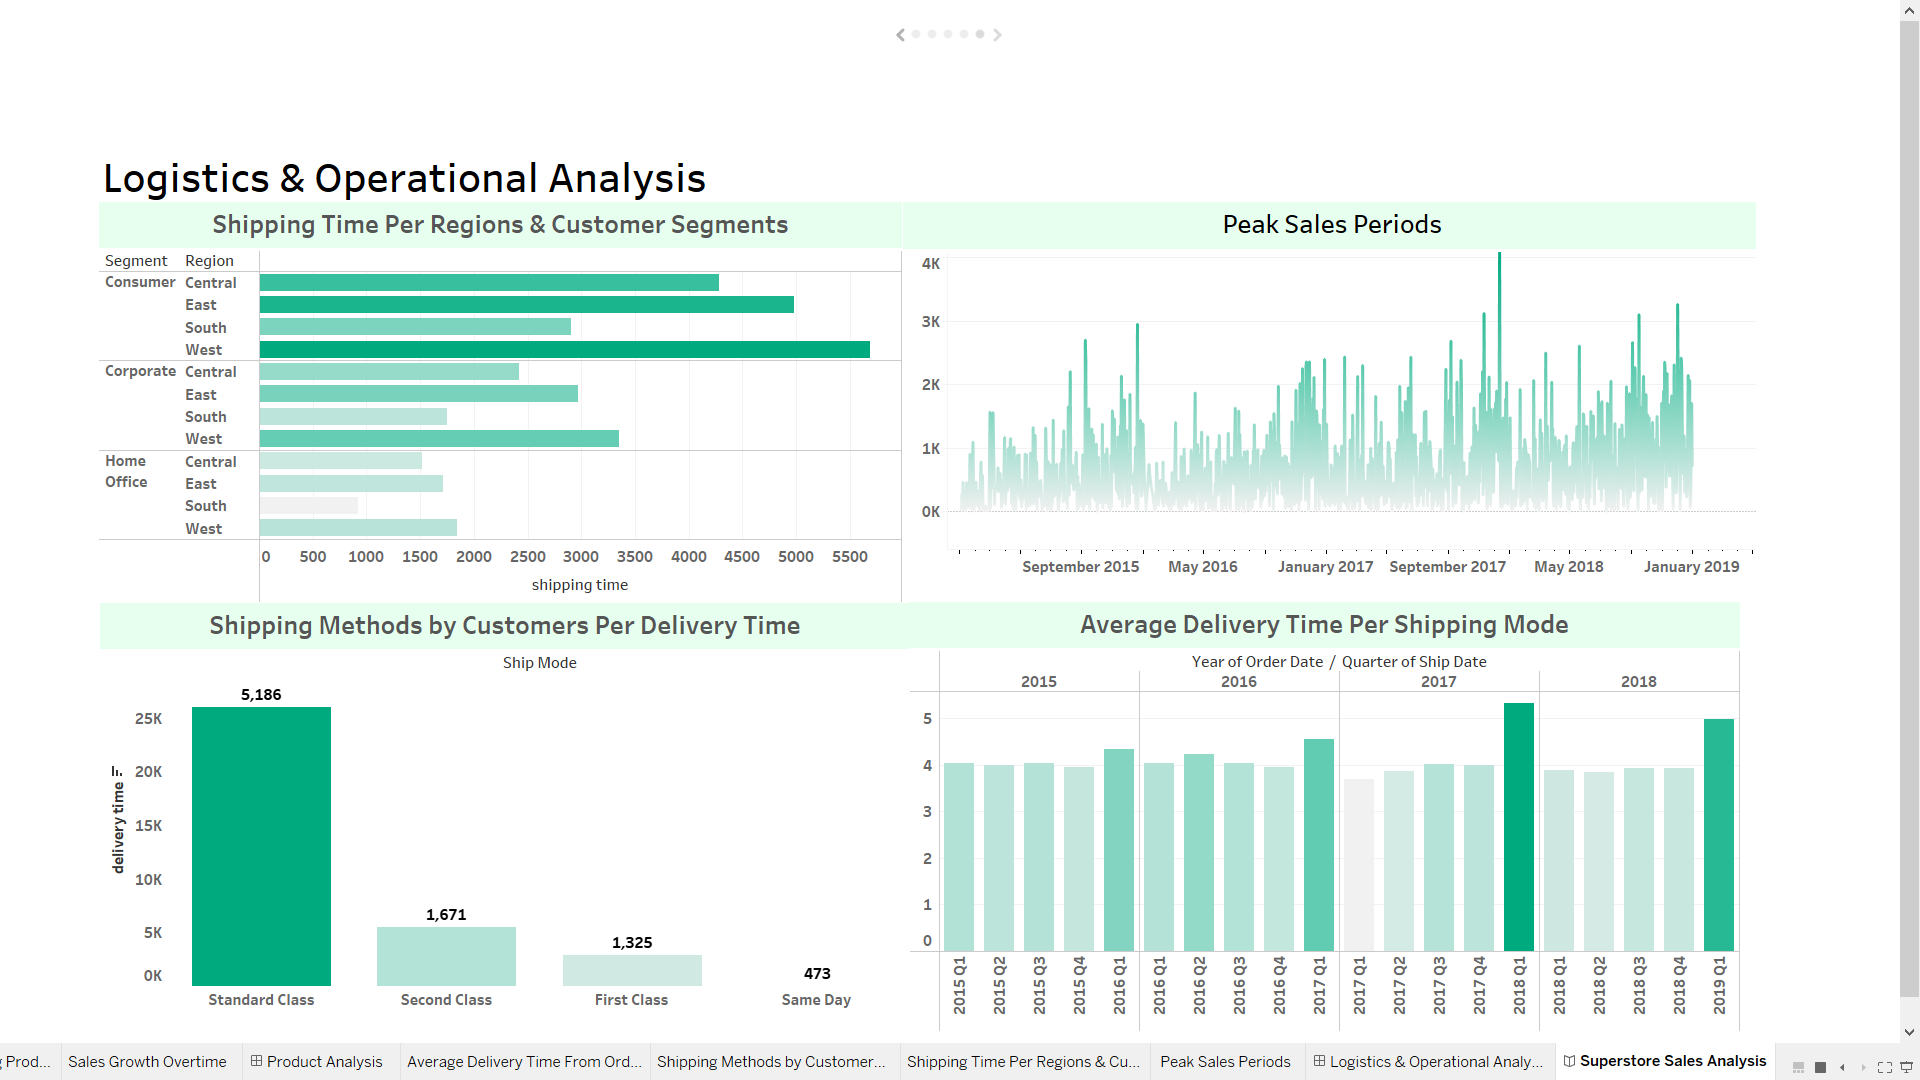 Logistics & Operational Analysis
Shipping Time Per Regions & Customer Segments
Segment Region
Consumer Central
East
South
West
Corporate Central
East
South
West
Home Office Central
East
South
West
0 500 1000 1500 2000 2500 3000 3500 4000 4500 5000 5500
shipping time
Peak Sales Periods
4K
3K
2K
1K
0K
September 2015 May 2016 January 2017 September 2017 May 2018 January 2019
Shipping Methods by Customers Per Delivery Time
Ship Mode
delivery time
25K
20K
15K
10K
5K
0K
5,186
1,671
1,325
473
Standard Class Second Class First Class Same Day
Average Delivery Time Per Shipping Mode
Year of Order Date / Quarter of Ship Date
2015 2016 2017 2018
5
4
3
2
1
0
2015 Q1 2015 Q2 2015 Q3 2015 Q4 2016 Q1 2016 Q1 2016 Q2 2016 Q3 2016 Q4 2017 Q1 2017 Q1 2017 Q2 2017 Q3 2017 Q4 2018 Q1 2018 Q1 2018 Q2 2018 Q3 2018 Q4 2019 Q1
Prod... Sales Growth Overtime Product Analysis Average Delivery Time From Ord... Shipping Methods by Customer... Shipping Time Per Regions & Cu... Peak Sales Periods Logistics & Operational Analy... Superstore Sales Analysis